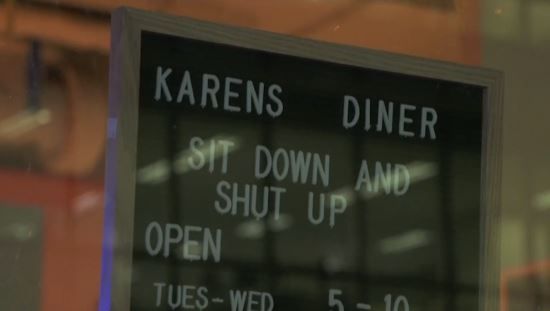 KARENS DINER
SIT DOWN AND
SHUT UP
OPEN
TUES-WED 5-10